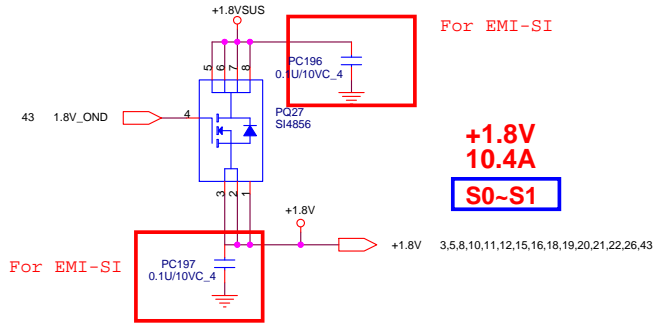 +1.8VSUS
For EMI-SI
PC196
0.1U/10VC_4
5 6 7 8
43 1.8V_OND
4
PQ27
SI4856
+1.8V
10.4A
S0~S1
3 2 1
+1.8V
+1.8V 3,5,8,10,11,12,15,16,18,19,20,21,22,26,43
For EMI-SI
PC197
0.1U/10VC_4